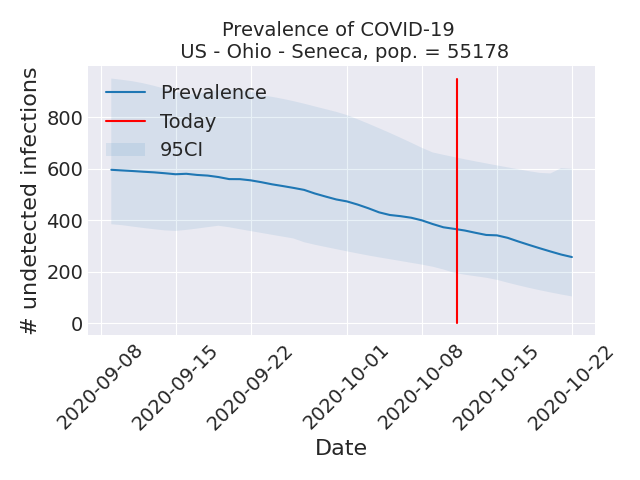 Prevalence of COVID-19
US - Ohio - Seneca, pop. = 55178
# undetected infections
800
600
400
200
0
Prevalence
Today
95CI
2020-09-08
2020-09-15
2020-09-22
2020-10-01
2020-10-08
2020-10-15
2020-10-22
Date